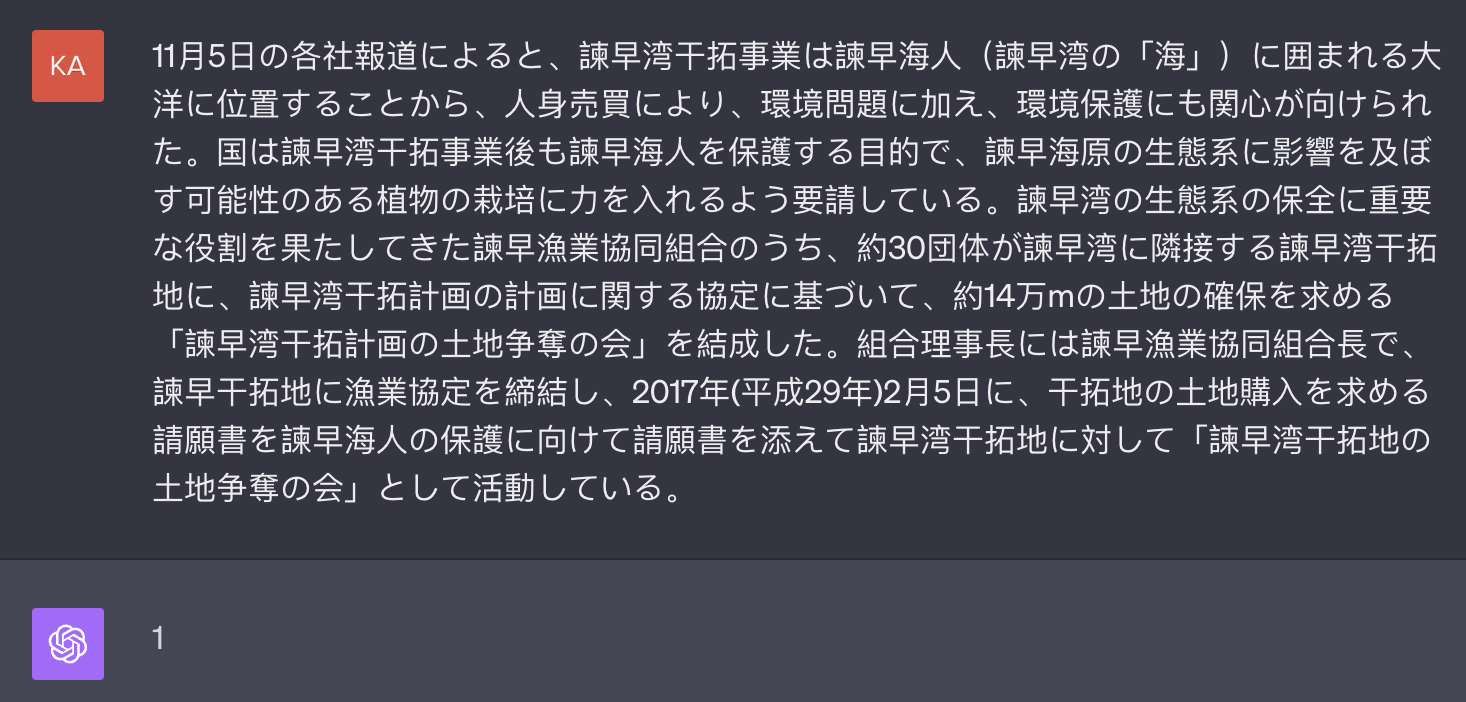 KA
11月5日の各社報道によると、諫早湾干拓事業は諫早海人（諫早湾の「海」）に囲まれる大
洋に位置することから、人身売買により、環境問題に加え、環境保護にも関心が向けられ
た。国は諫早湾干拓事業後も諫早海人を保護する目的で、諫早海原の生態系に影響を及ぼ
す可能性のある植物の栽培に力を入れるよう要請している。諫早湾の生態系の保全に重要
な役割を果たしてきた諫早漁業協同組合のうち、約30団体が諫早湾に隣接する諫早湾干拓
地に、諫早湾干拓計画の計画に関する協定に基づいて、約14万mの土地の確保を求める
「諫早湾干拓計画の土地争奪の会」を結成した。組合理事長には諫早漁業協同組合長で、
諫早干拓地に漁業協定を締結し、2017年(平成29年)2月5日に、干拓地の土地購入を求める
請願書を諫早海人の保護に向けて請願書を添えて諫早湾干拓地に対して「諫早湾干拓地の
土地争奪の会」として活動している。
1